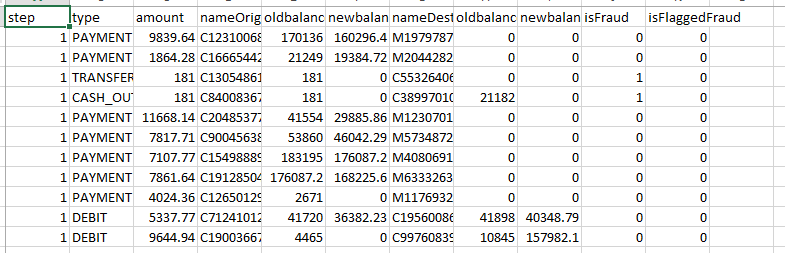 step type amount nameOrig oldbalanc newbalan nameDest oldbalanc newbalan isFraud isFlaggedFraud
1 PAYMENT 9839.64 C12310068 170136 160296.4 M1979787 0 0 0 0
1 PAYMENT 1864.28 C16665442 21249 19384.72 M2044282 0 0 0 0
1 TRANSFER 181 C13054861 181 0 C55326406 0 0 1 0
1 CASH_OUT 181 C84008367 181 0 C38997010 21182 0 1 0
1 PAYMENT 11668.14 C20485377 41554 29885.86 M1230701 0 0 0 0
1 PAYMENT 7817.71 C90045638 53860 46042.29 M5734872 0 0 0 0
1 PAYMENT 7107.77 C15498889 183195 176087.2 M4080691 0 0 0 0
1 PAYMENT 7861.64 C19128504 176087.2 168225.6 M6333263 0 0 0 0
1 PAYMENT 4024.36 C12650129 2671 0 M1176932 0 0 0 0
1 DEBIT 5337.77 C71241012 41720 36382.23 C19560086 41898 40348.79 0 0
1 DEBIT 9644.94 C19003667 4465 0 C99760839 10845 157982.1 0 0